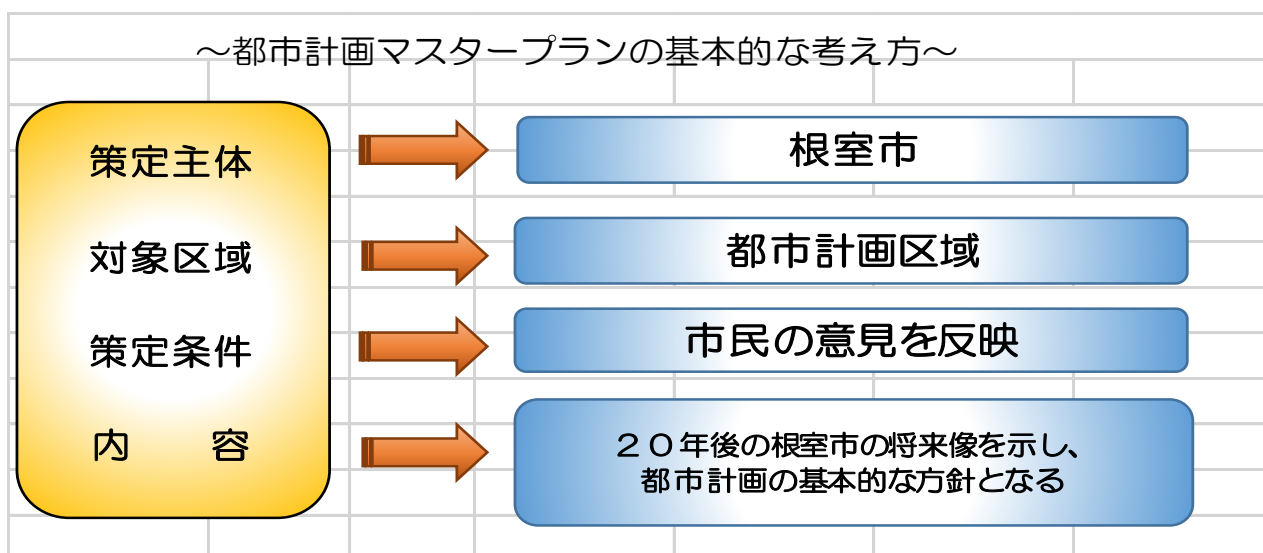 ～都市計画マスタープランの基本的な考え方～
策定主体
根室市
対象区域
都市計画区域
策定条件
市民の意見を反映
内　　容
２０年後の根室市の将来像を示し、
都市計画の基本的な方針となる